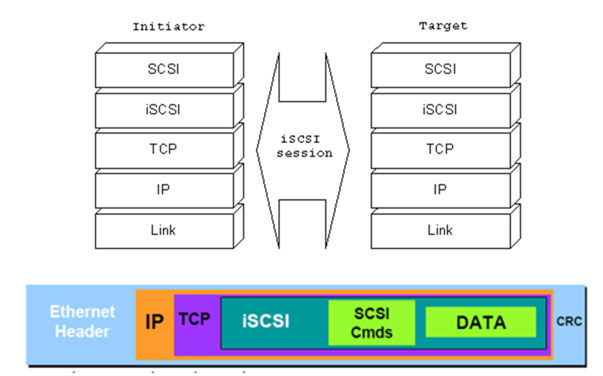 Initiator
Target
SCSI
SCSI
iSCSI
iSCSI
TCP
TCP
IP
IP
Link
Link
iSCSI
session
Ethernet
Header
IP
TCP
iSCSI
SCSI
Cmds
DATA
CRC